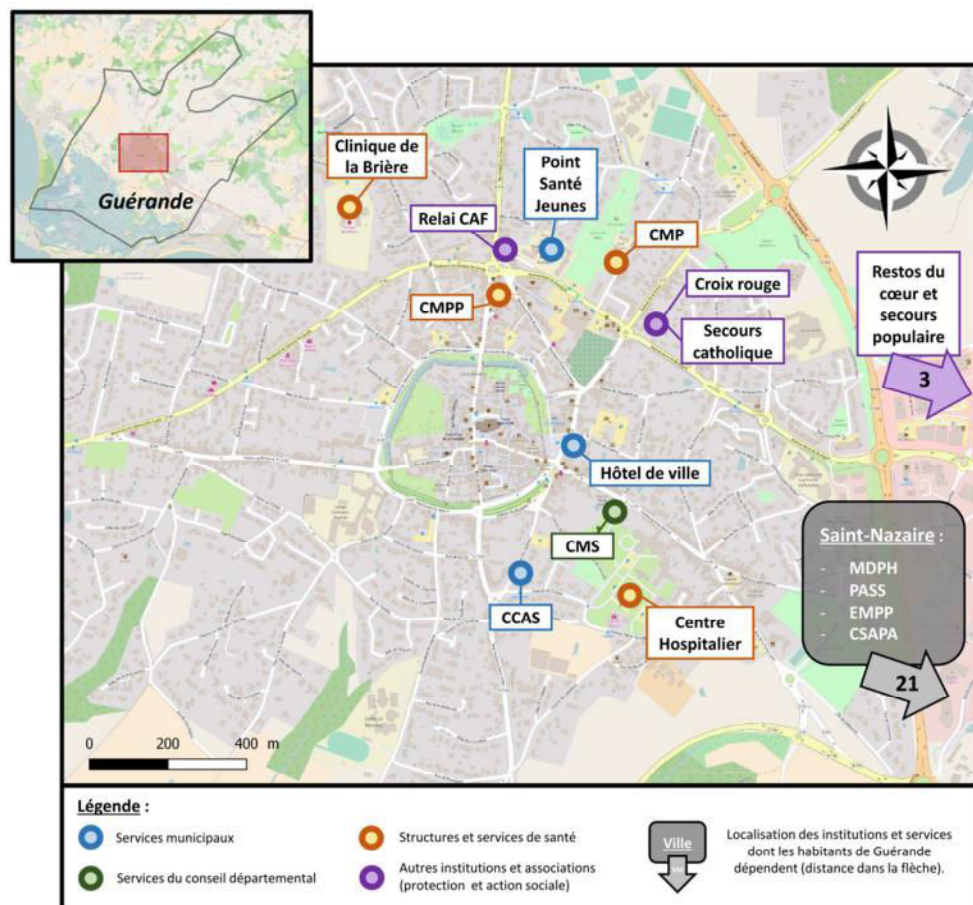 Guérande
Clinique de
la Brière
Point
Santé
Jeunes
Relai CAF
CMP
CMPP
Croix rouge
Secours
catholique
Restos du
cœur et
secours
populaire
3
Hôtel de ville
CMS
CCAS
Centre
Hospitalier
Saint-Nazaire :
- MDPH
- PASS
- EMPP
- CSAPA
21
0 200 400 m
Légende :
Services municipaux
Services du conseil départemental
Structures et services de santé
Autres institutions et associations
(protection et action sociale)
Ville
Localisation des institutions et services
dont les habitants de Guérande
dépendent (distance dans la flèche).